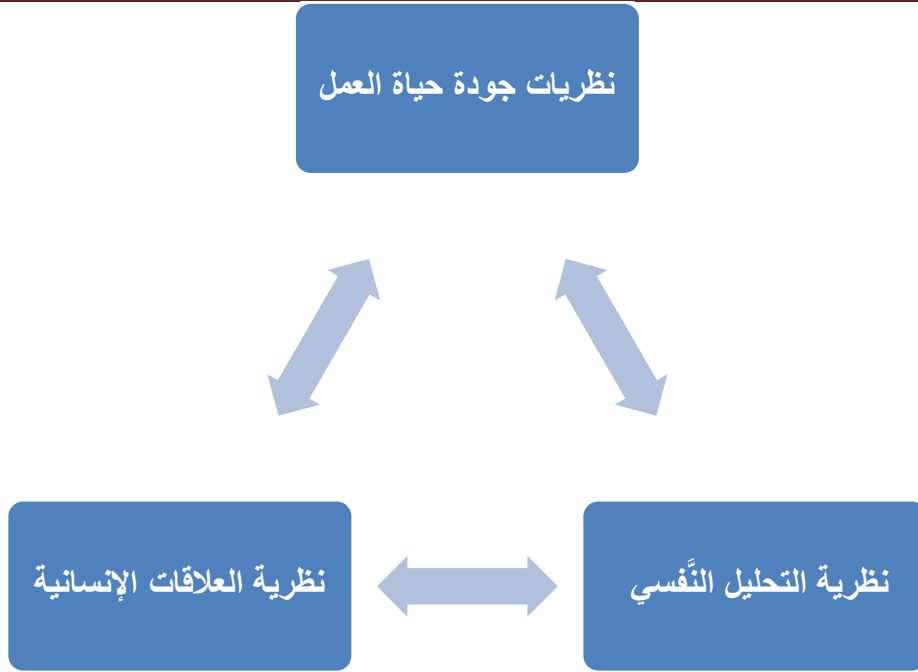 نظريات جودة حياة العمل
نظرية التحليل النَّفسي
نظرية العلاقات الإنسانية